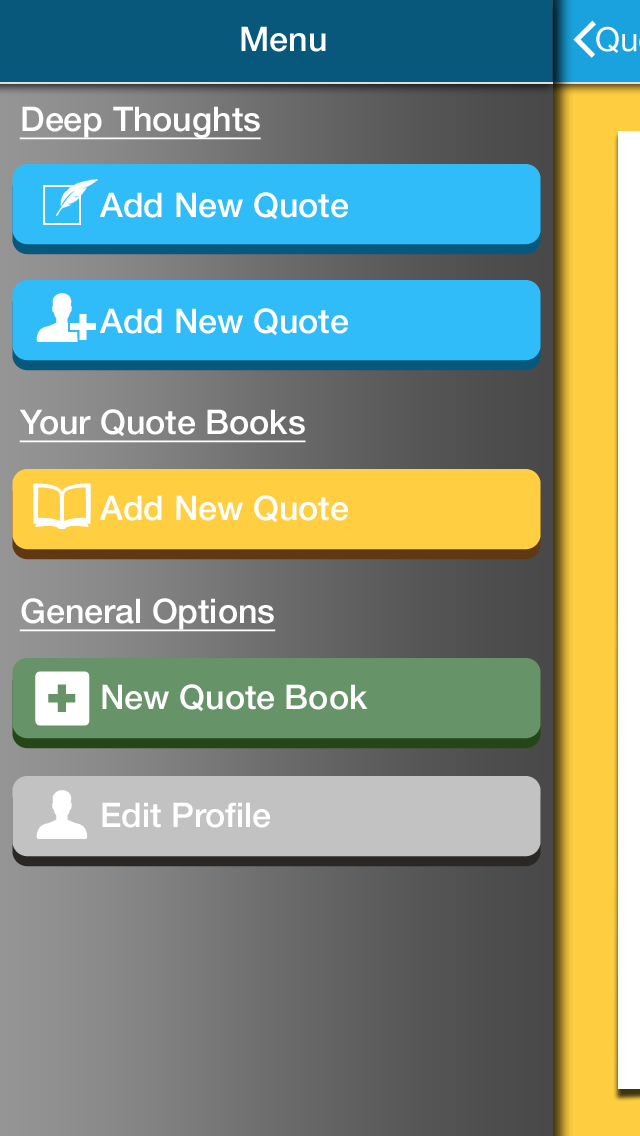 Menu
Deep Thoughts
Add New Quote
Add New Quote
Your Quote Books
Add New Quote
General Options
New Quote Book
Edit Profile